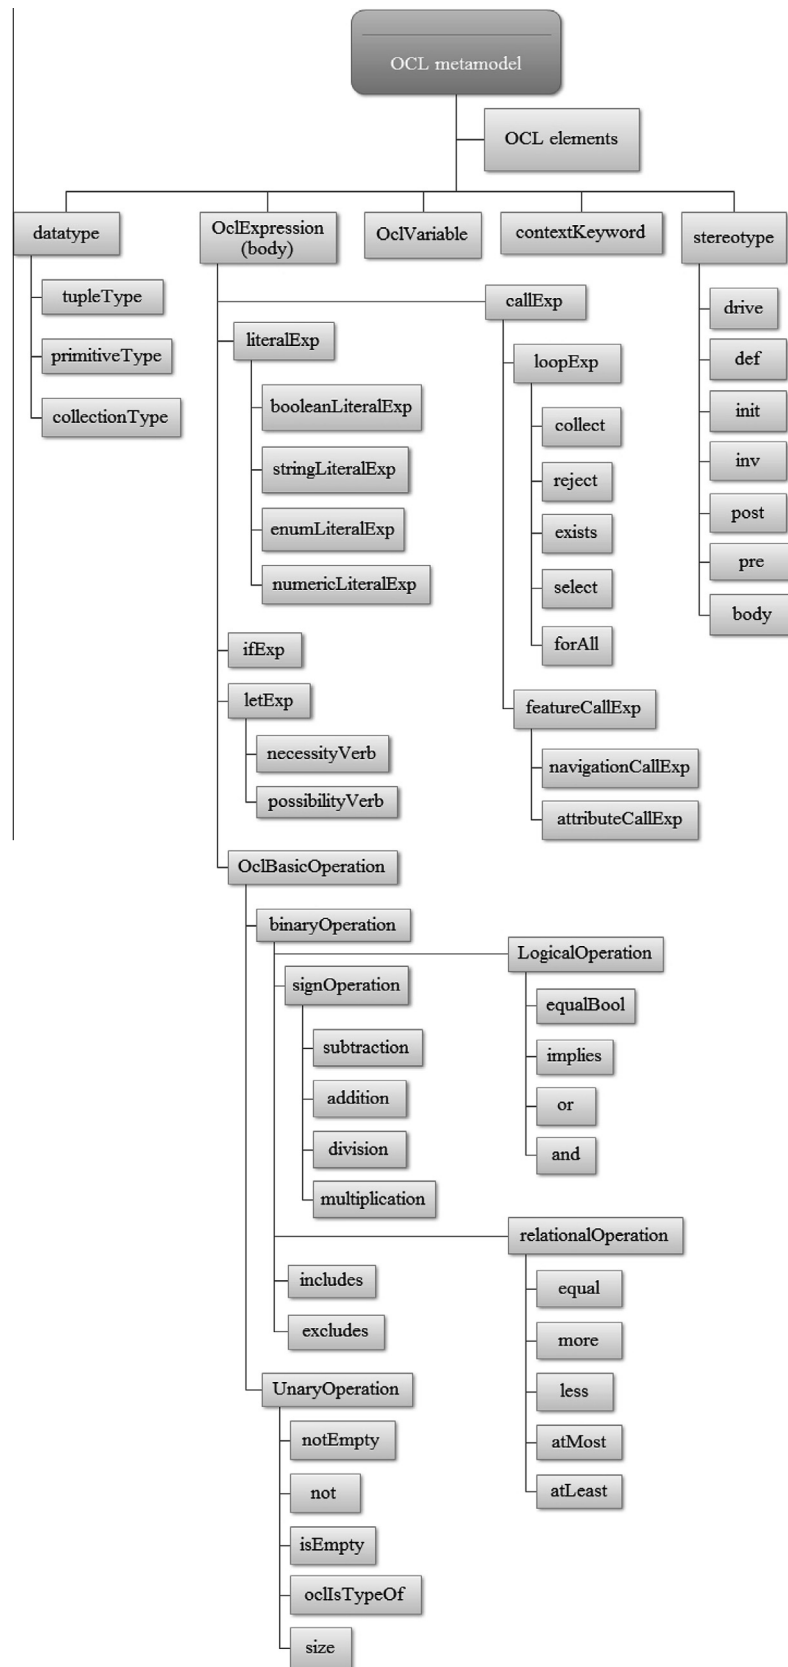 OCL metamodel
OCL elements
datatype
OclExpression
(body)
OclVariable
contextKeyword
stereotype
tupleType
primitiveType
collectionType
literalExp
booleanLiteralExp
stringLiteralExp
enumLiteralExp
numericLiteralExp
callExp
loopExp
collect
reject
exists
select
forAll
featureCallExp
navigationCallExp
attributeCallExp
drive
def
init
inv
post
pre
body
ifExp
letExp
necessityVerb
possibilityVerb
OclBasicOperation
binaryOperation
signOperation
subtraction
addition
division
multiplication
LogicalOperation
equalBool
implies
or
and
relationalOperation
equal
more
less
atMost
atLeast
includes
excludes
UnaryOperation
notEmpty
not
isEmpty
oclIsTypeOf
size